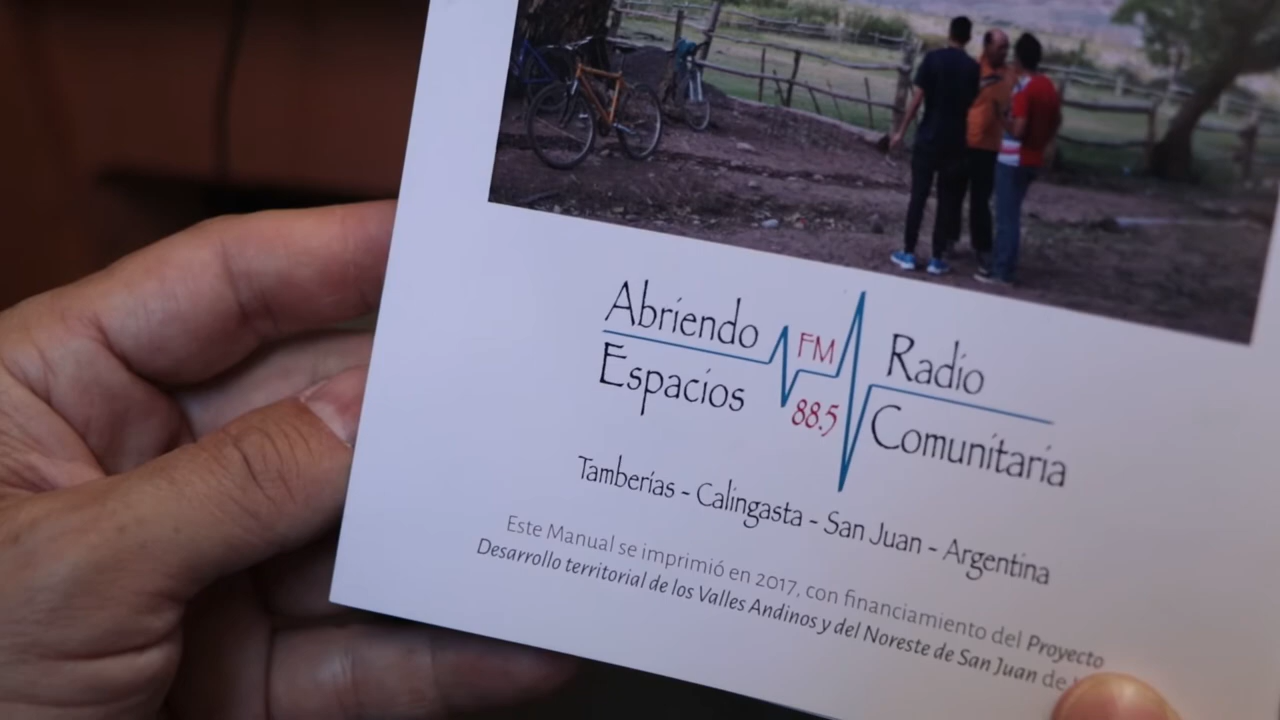 Abriendo
Espacios
FM
88.5
Radio
Comunitaria
Tamberías - Calingasta - San Juan - Argentina
Este Manual se imprimió en 2017, con financiamiento del Proyecto
Desarrollo territorial de los Valles Andinos y del Noreste de San Juan de